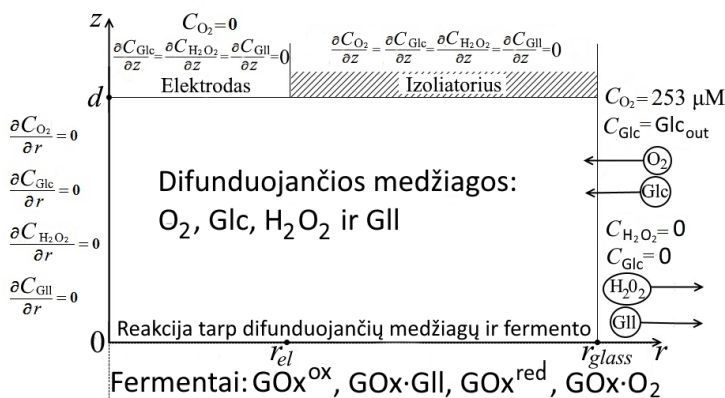 z
C_O₂=0
∂C_Glc/∂z=∂C_H₂O₂/∂z=∂C_Gll/∂z=0
∂C_O₂/∂z=∂C_Glc/∂z=∂C_H₂O₂/∂z=∂C_Gll/∂z=0
Elektrodas
Izoliatorius
d
C_O₂=253 μM
C_Glc=Glc_out
∂C_O₂/∂r=0
O₂
∂C_Glc/∂r=0
Glc
Difunduojančios medžiagos:
O₂, Glc, H₂O₂ ir Gll
∂C_H₂O₂/∂r=0
C_H₂O₂=0
C_Glc=0
∂C_Gll/∂r=0
H₂0₂
Gll
Reakcija tarp difunduojančių medžiagų ir fermento
0
r_el
r_glass
r
Fermentai: GOx^ox, GOx·Gll, GOx^red, GOx·O₂